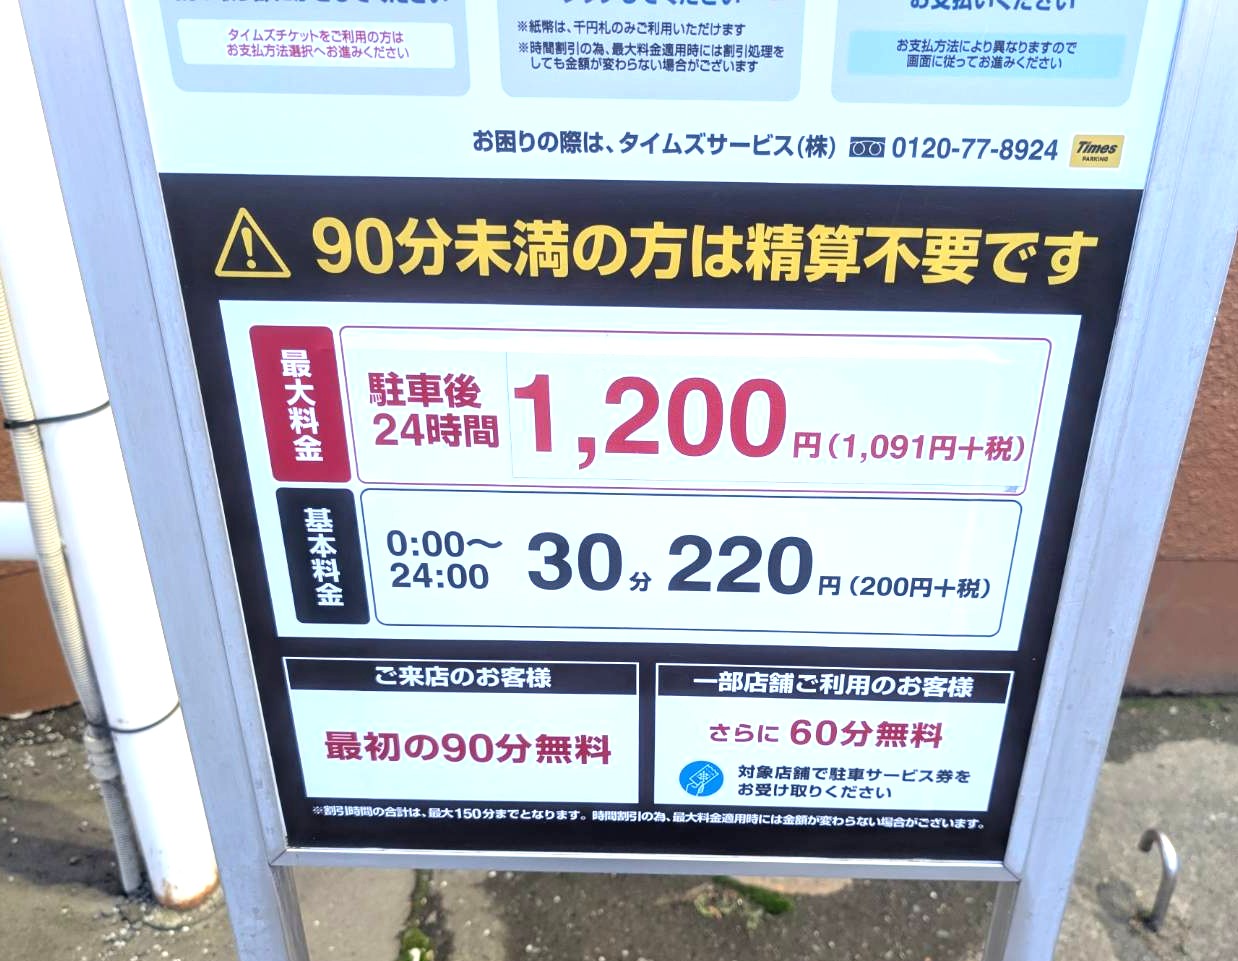 タイムズチケットをご利用の方は
お支払方法選択へお進みください
※紙幣は、千円札のみご利用いただけます
※時間割引の為、最大料金適用時には割引処理を
しても金額が変わらない場合がございます
お支払いください
お支払方法により異なりますので
画面に従ってお進みください
お困りの際は、タイムズサービス(株) 0120-77-8924 Times PARKING
90分未満の方は精算不要です
最大料金
駐車後
24時間
1,200円(1,091円+税)
基本料金
0:00〜
24:00
30分 220円(200円+税)
ご来店のお客様
最初の90分無料
一部店舗ご利用のお客様
さらに 60分無料
対象店舗で駐車サービス券を
お受け取りください
※割引時間の合計は、最大150分までとなります。時間割引の為、最大料金適用時には金額が変わらない場合がございます。